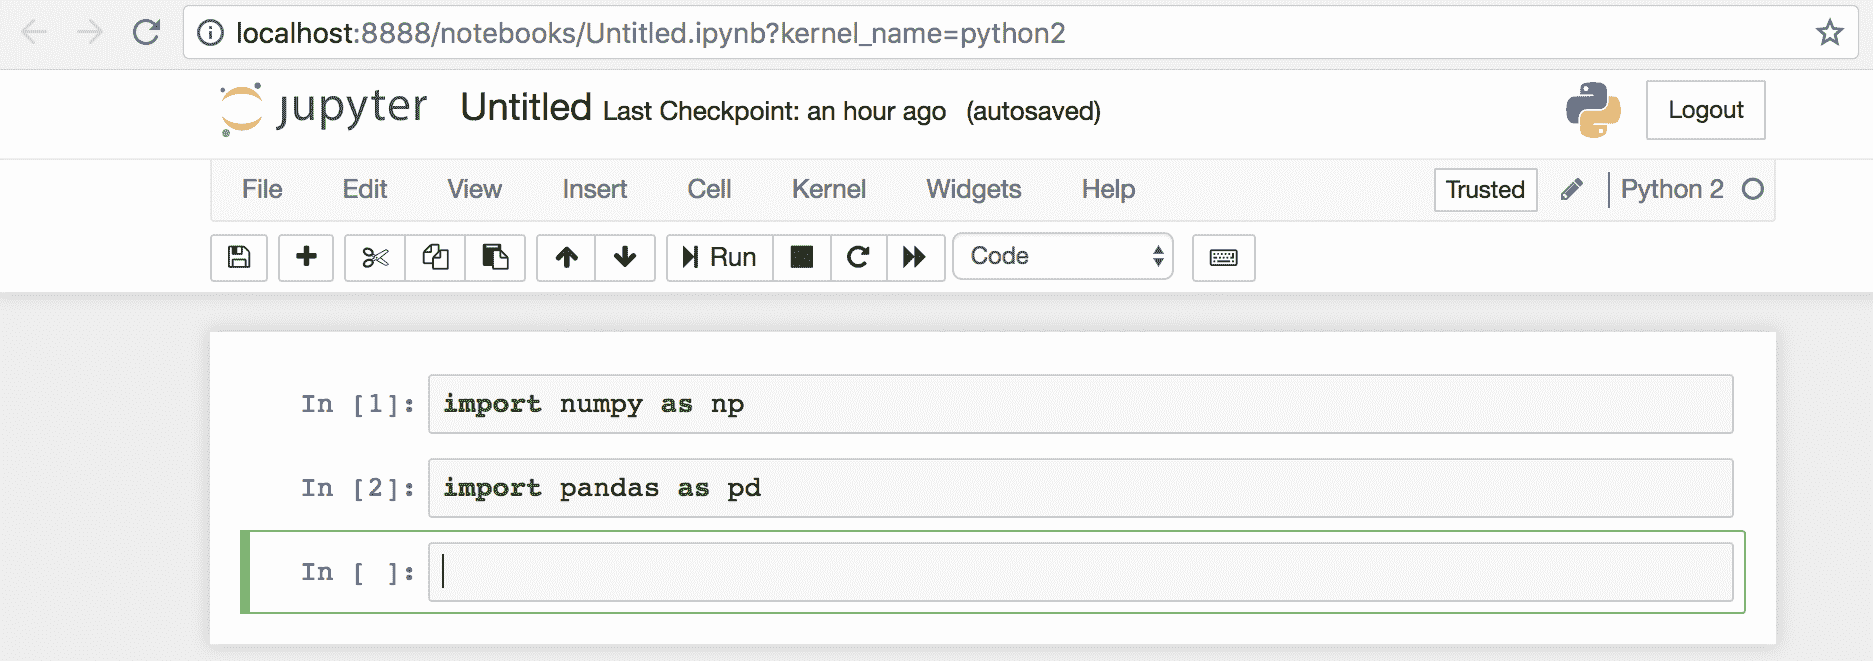 localhost:8888/notebooks/Untitled.ipynb?kernel_name=python2
jupyter Untitled Last Checkpoint: an hour ago (autosaved) Logout
File Edit View Insert Cell Kernel Widgets Help Trusted Python 2
Run Code
In [1]: import numpy as np
In [2]: import pandas as pd
In [ ]: